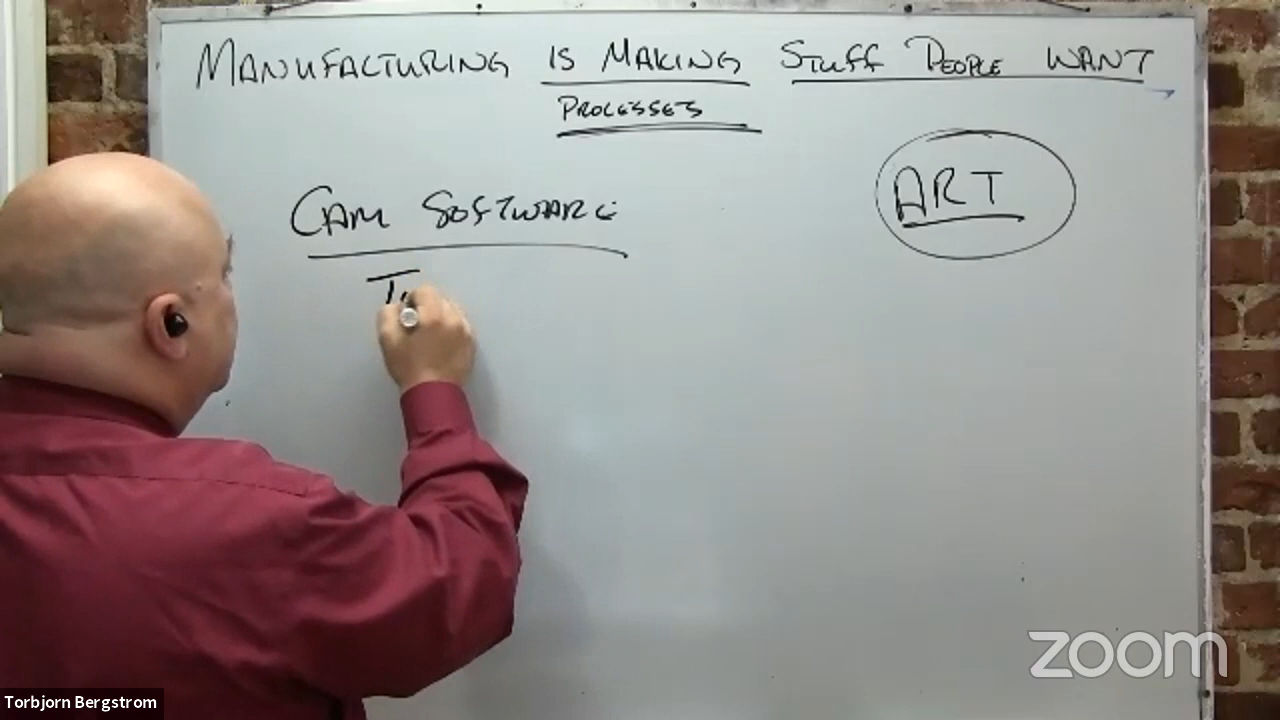 MANUFACTURING IS MAKING STUFF PEOPLE WANT
PROCESSES
ART
CAM SOFTWARE
zoom
Torbjorn Bergstrom